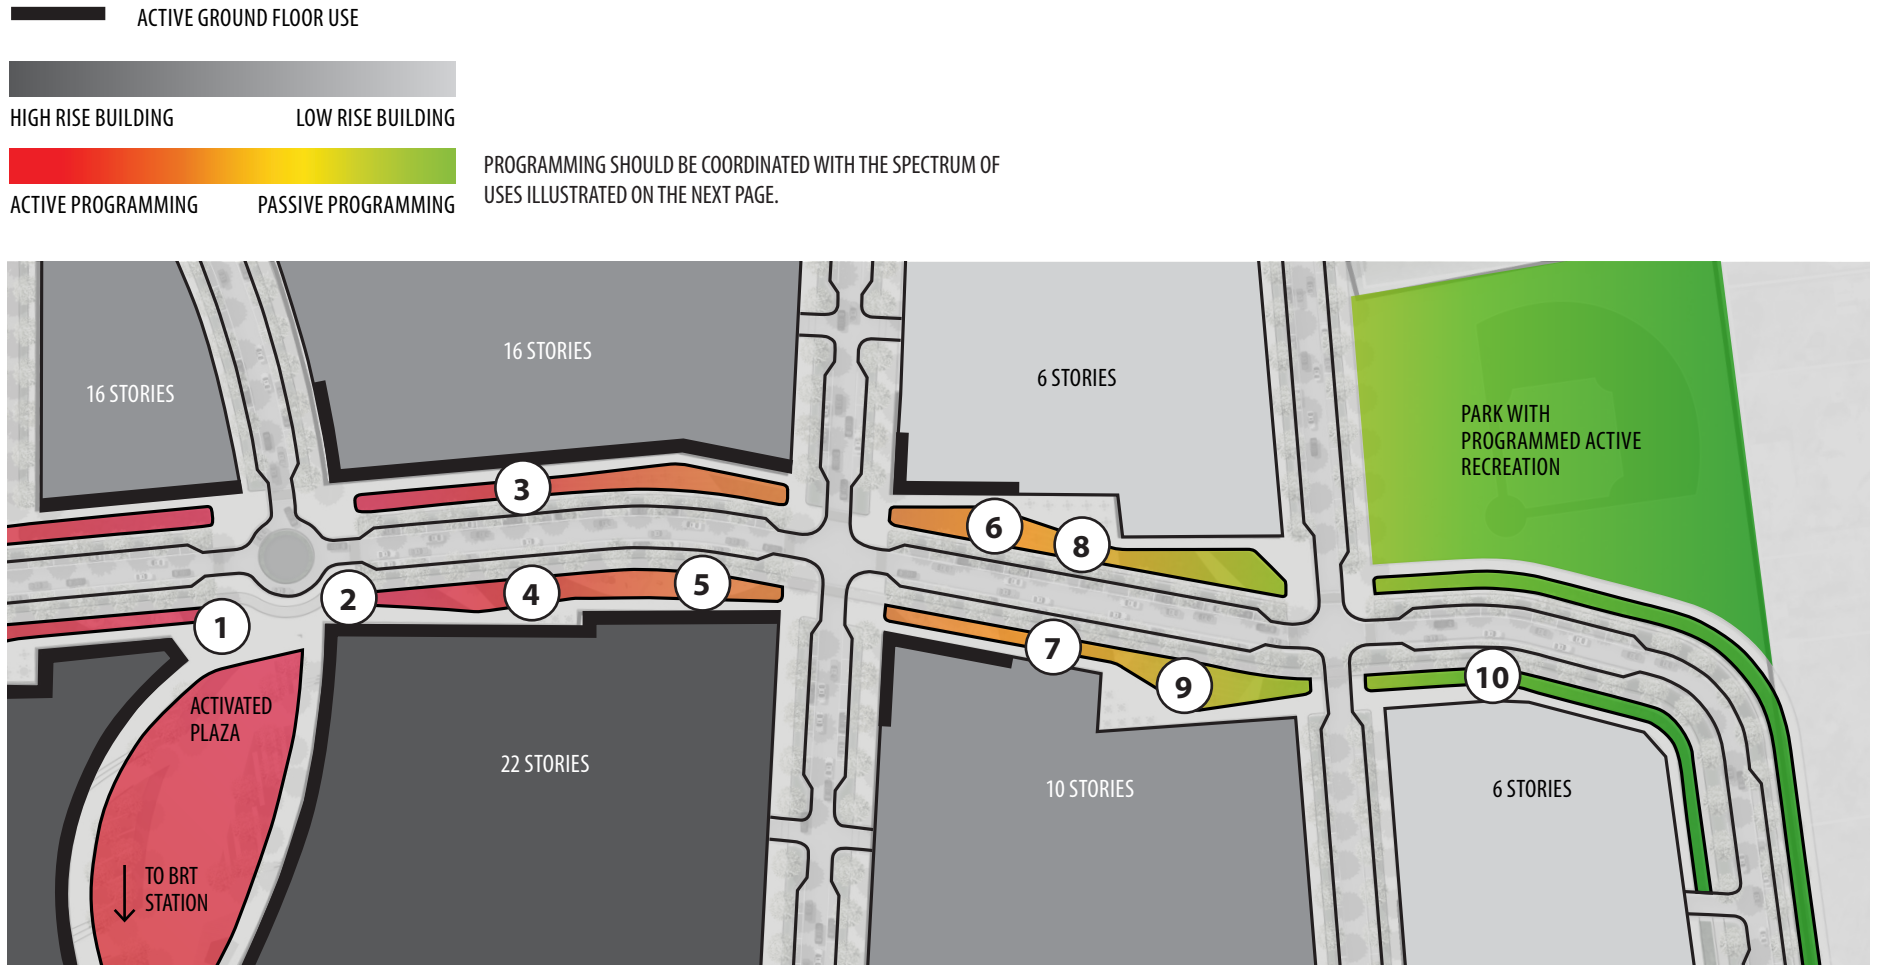 ACTIVE GROUND FLOOR USE
HIGH RISE BUILDING
LOW RISE BUILDING
ACTIVE PROGRAMMING
PASSIVE PROGRAMMING
PROGRAMMING SHOULD BE COORDINATED WITH THE SPECTRUM OF
USES ILLUSTRATED ON THE NEXT PAGE.
16 STORIES
16 STORIES
6 STORIES
PARK WITH
PROGRAMMED ACTIVE
RECREATION
3
6
8
2
4
5
1
7
9
10
ACTIVATED
PLAZA
22 STORIES
10 STORIES
6 STORIES
TO BRT
STATION